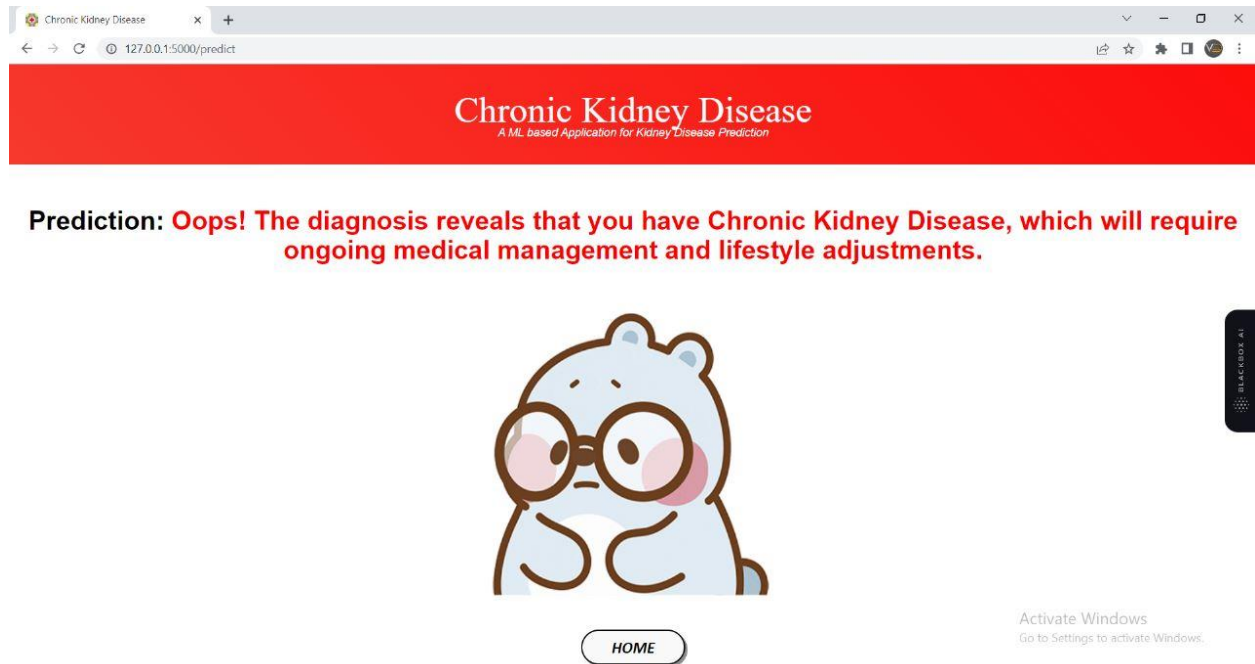 Chronic Kidney Disease
127.0.0.1:5000/predict
Chronic Kidney Disease
A ML based Application for Kidney Disease Prediction
Prediction: Oops! The diagnosis reveals that you have Chronic Kidney Disease, which will require
ongoing medical management and lifestyle adjustments.
BLACKBOX AI
Activate Windows
Go to Settings to activate Windows.
HOME